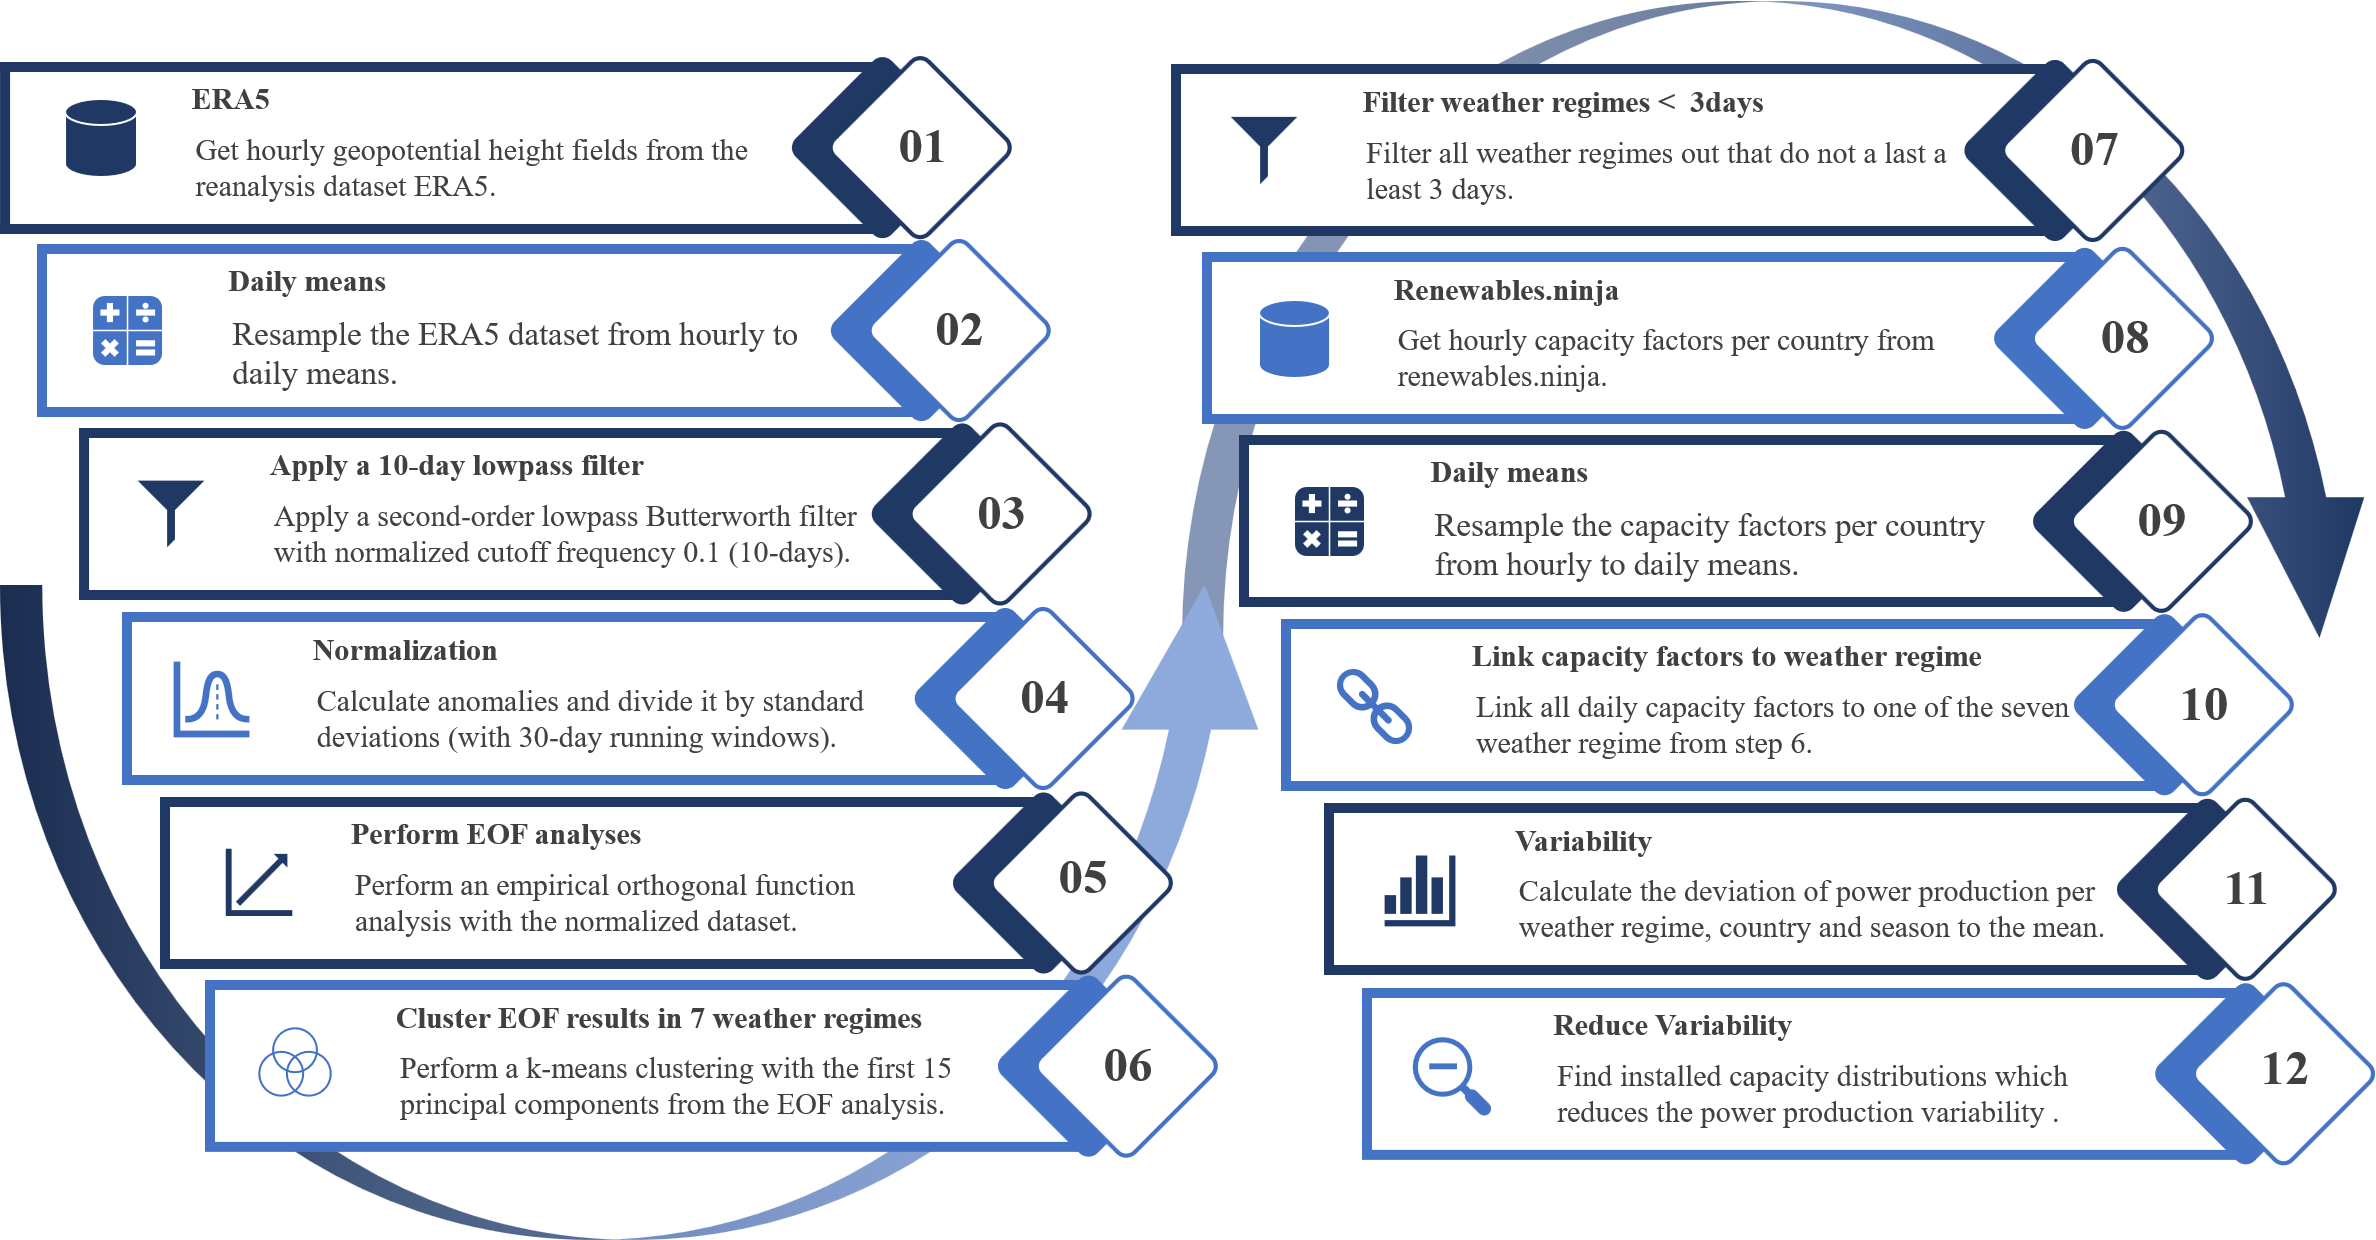 ERA5
Get hourly geopotential height fields from the
reanalysis dataset ERA5.
01
Daily means
Resample the ERA5 dataset from hourly to
daily means.
02
Apply a 10-day lowpass filter
Apply a second-order lowpass Butterworth filter
with normalized cutoff frequency 0.1 (10-days).
03
Normalization
Calculate anomalies and divide it by standard
deviations (with 30-day running windows).
04
Perform EOF analyses
Perform an empirical orthogonal function
analysis with the normalized dataset.
05
Cluster EOF results in 7 weather regimes
Perform a k-means clustering with the first 15
principal components from the EOF analysis.
06
Filter weather regimes < 3days
Filter all weather regimes out that do not a last a
least 3 days.
07
Renewables.ninja
Get hourly capacity factors per country from
renewables.ninja.
08
Daily means
Resample the capacity factors per country
from hourly to daily means.
09
Link capacity factors to weather regime
Link all daily capacity factors to one of the seven
weather regime from step 6.
10
Variability
Calculate the deviation of power production per
weather regime, country and season to the mean.
11
Reduce Variability
Find installed capacity distributions which
reduces the power production variability .
12